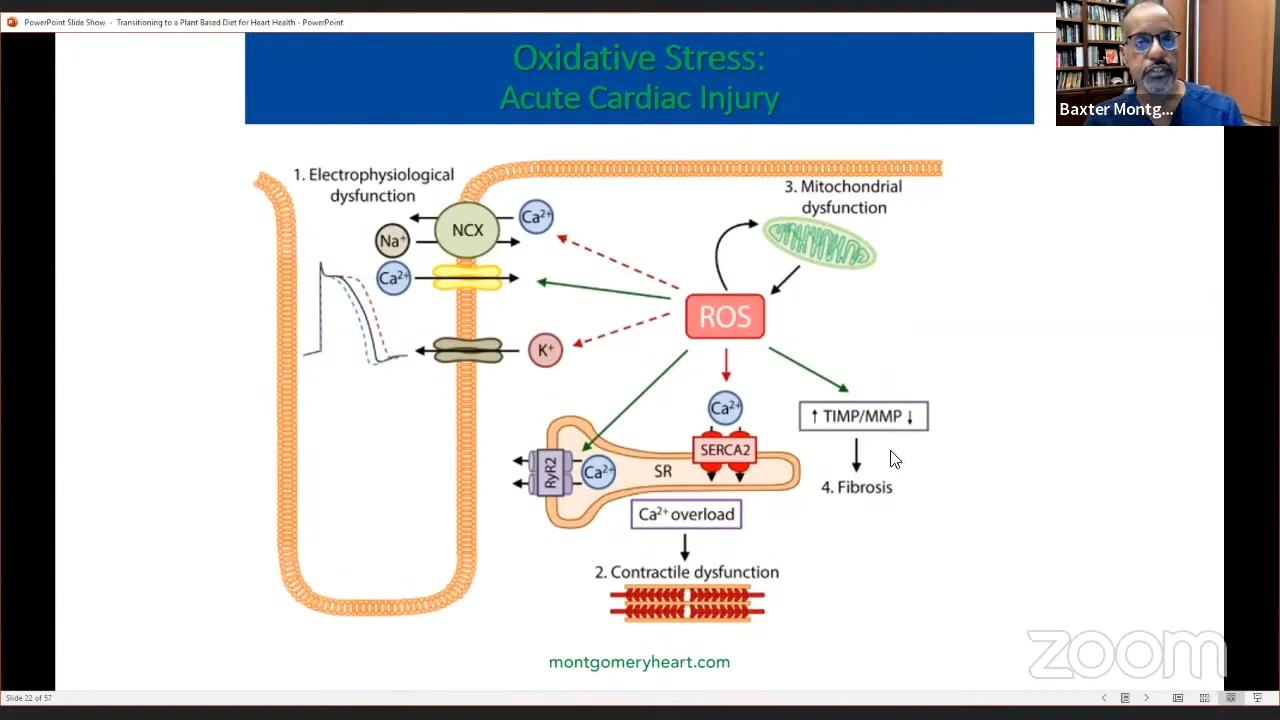 PowerPoint Slide Show - Transitioning to a Plant Based Diet for Heart Health - PowerPoint
Oxidative Stress:
Acute Cardiac Injury
Baxter Montg...
1. Electrophysiological
dysfunction
NCX
Ca²⁺
Na⁺
Ca²⁺
K⁺
3. Mitochondrial
dysfunction
ROS
Ca²⁺
SERCA2
RyR2
Ca²⁺
SR
↑ TIMP/MMP ↓
4. Fibrosis
Ca²⁺ overload
2. Contractile dysfunction
montgomeryheart.com
zoom
Slide 22 of 57